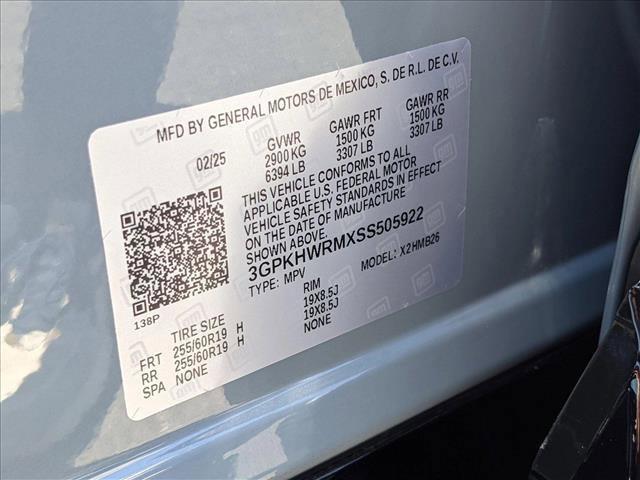 MFD BY GENERAL MOTORS DE MEXICO, S. DE R.L. DE C.V.
02/25 GVWR GAWR FRT GAWR RR
2900 KG 1500 KG 1500 KG
6394 LB 3307 LB 3307 LB
THIS VEHICLE CONFORMS TO ALL
APPLICABLE U.S. FEDERAL MOTOR
VEHICLE SAFETY STANDARDS IN EFFECT
ON THE DATE OF MANUFACTURE
SHOWN ABOVE.
3GPKHWRMXSS505922
TYPE: MPV MODEL: X2HMB26
138P
TIRE SIZE RIM
FRT 255/60R19 H 19X8.5J
RR 255/60R19 H 19X8.5J
SPA NONE NONE